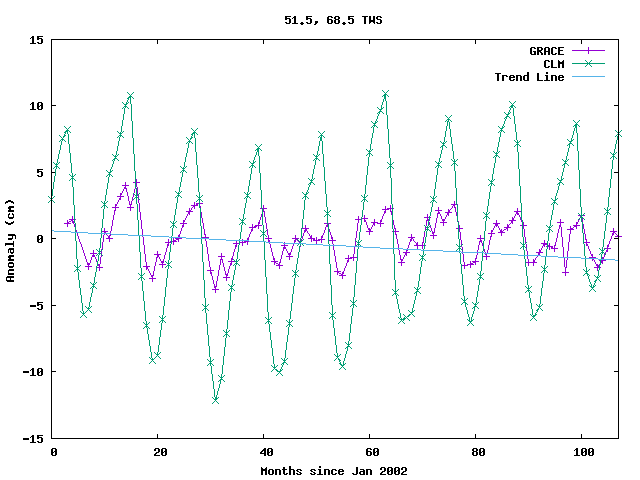 51.5, 68.5 TWS
GRACE
CLM
Trend Line
Anomaly (cm)
15
10
5
0
-5
-10
-15
0 20 40 60 80 100
Months since Jan 2002